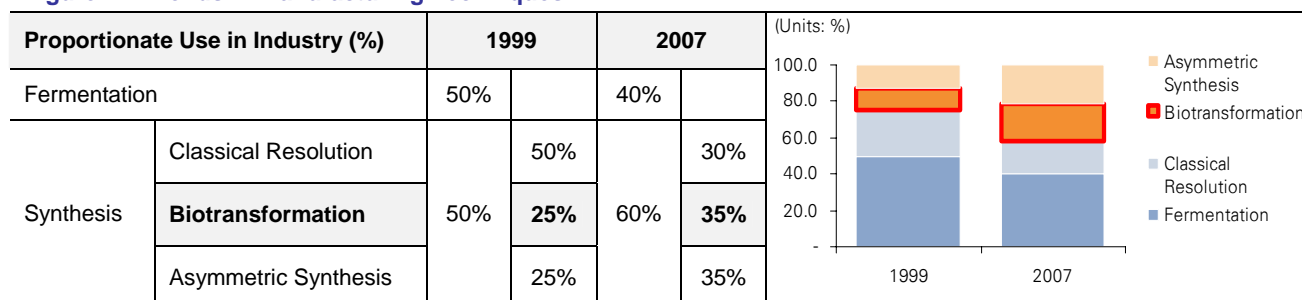 Proportionate Use in Industry (%) 1999 2007
Fermentation 50% 40%
Synthesis 50% 60%
Classical Resolution 50% 30%
Biotransformation 25% 35%
Asymmetric Synthesis 25% 35%
(Units: %)
100.0
80.0
60.0
40.0
20.0
-
1999 2007
Asymmetric
Synthesis
Biotransformation
Classical
Resolution
Fermentation